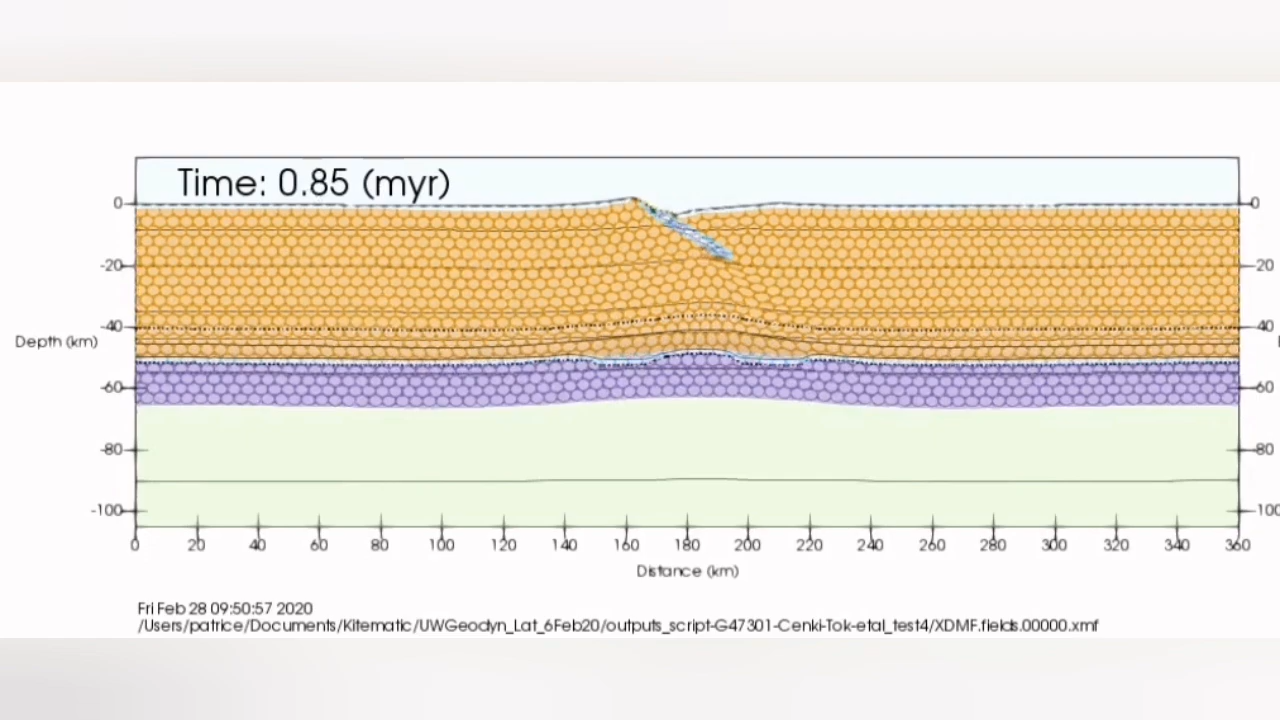 Time: 0.85 (myr)
0
0
-20
-20
-40
-40
Depth (km)
-60
-60
-80
-80
-100
-100
0 20 40 60 80 100 120 140 160 180 200 220 240 260 280 300 320 340 360
Distance (km)
Fri Feb 28 09:50:57 2020
/Users/patrice/Documents/Kitematic/UWGeodyn_Lat_6Feb20/outputs_script-G47301-Cenki-Tok-etal_test4/XDMF.fields.00000.xmf